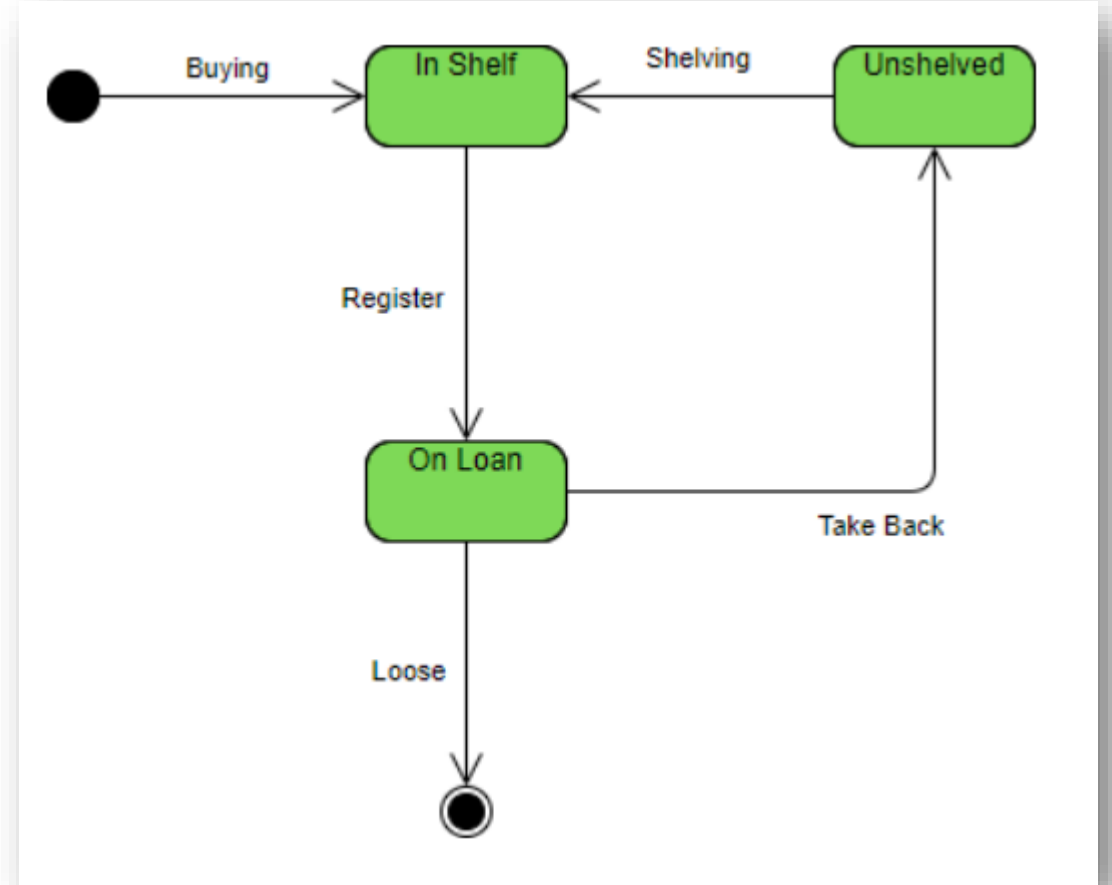 Buying
In Shelf
Shelving
Unshelved
Register
On Loan
Take Back
Loose